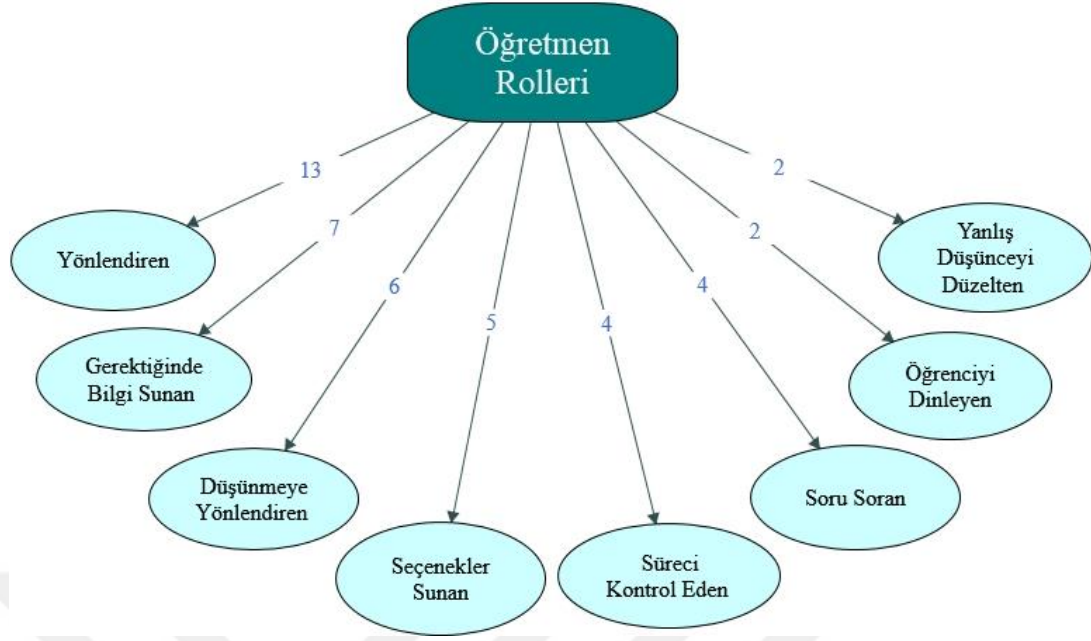 Öğretmen
Rolleri
13
7
6
5
4
4
2
2
Yönlendiren
Gerektiğinde
Bilgi Sunan
Düşünmeye
Yönlendiren
Seçenekler
Sunan
Süreci
Kontrol Eden
Soru Soran
Öğrenciyi
Dinleyen
Yanlış
Düşünceyi
Düzelten